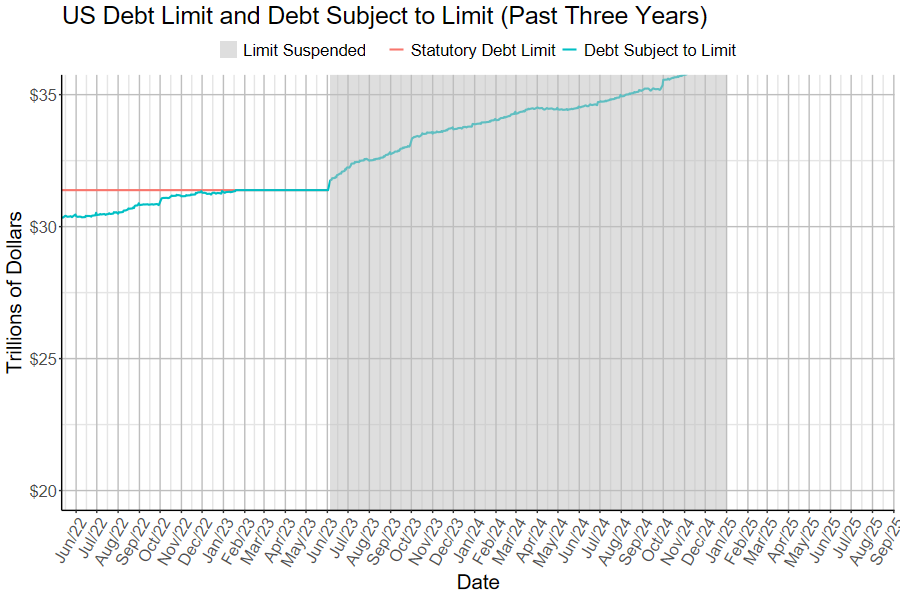 US Debt Limit and Debt Subject to Limit (Past Three Years)
Limit Suspended Statutory Debt Limit Debt Subject to Limit
Trillions of Dollars
$35
$30
$25
$20
Jun/22 Jul/22 Aug/22 Sep/22 Oct/22 Nov/22 Dec/22 Jan/23 Feb/23 Mar/23 Apr/23 May/23 Jun/23 Jul/23 Aug/23 Sep/23 Oct/23 Nov/23 Dec/23 Jan/24 Feb/24 Mar/24 Apr/24 May/24 Jun/24 Jul/24 Aug/24 Sep/24 Oct/24 Nov/24 Dec/24 Jan/25 Feb/25 Mar/25 Apr/25 May/25 Jun/25 Jul/25 Aug/25 Sep/25
Date